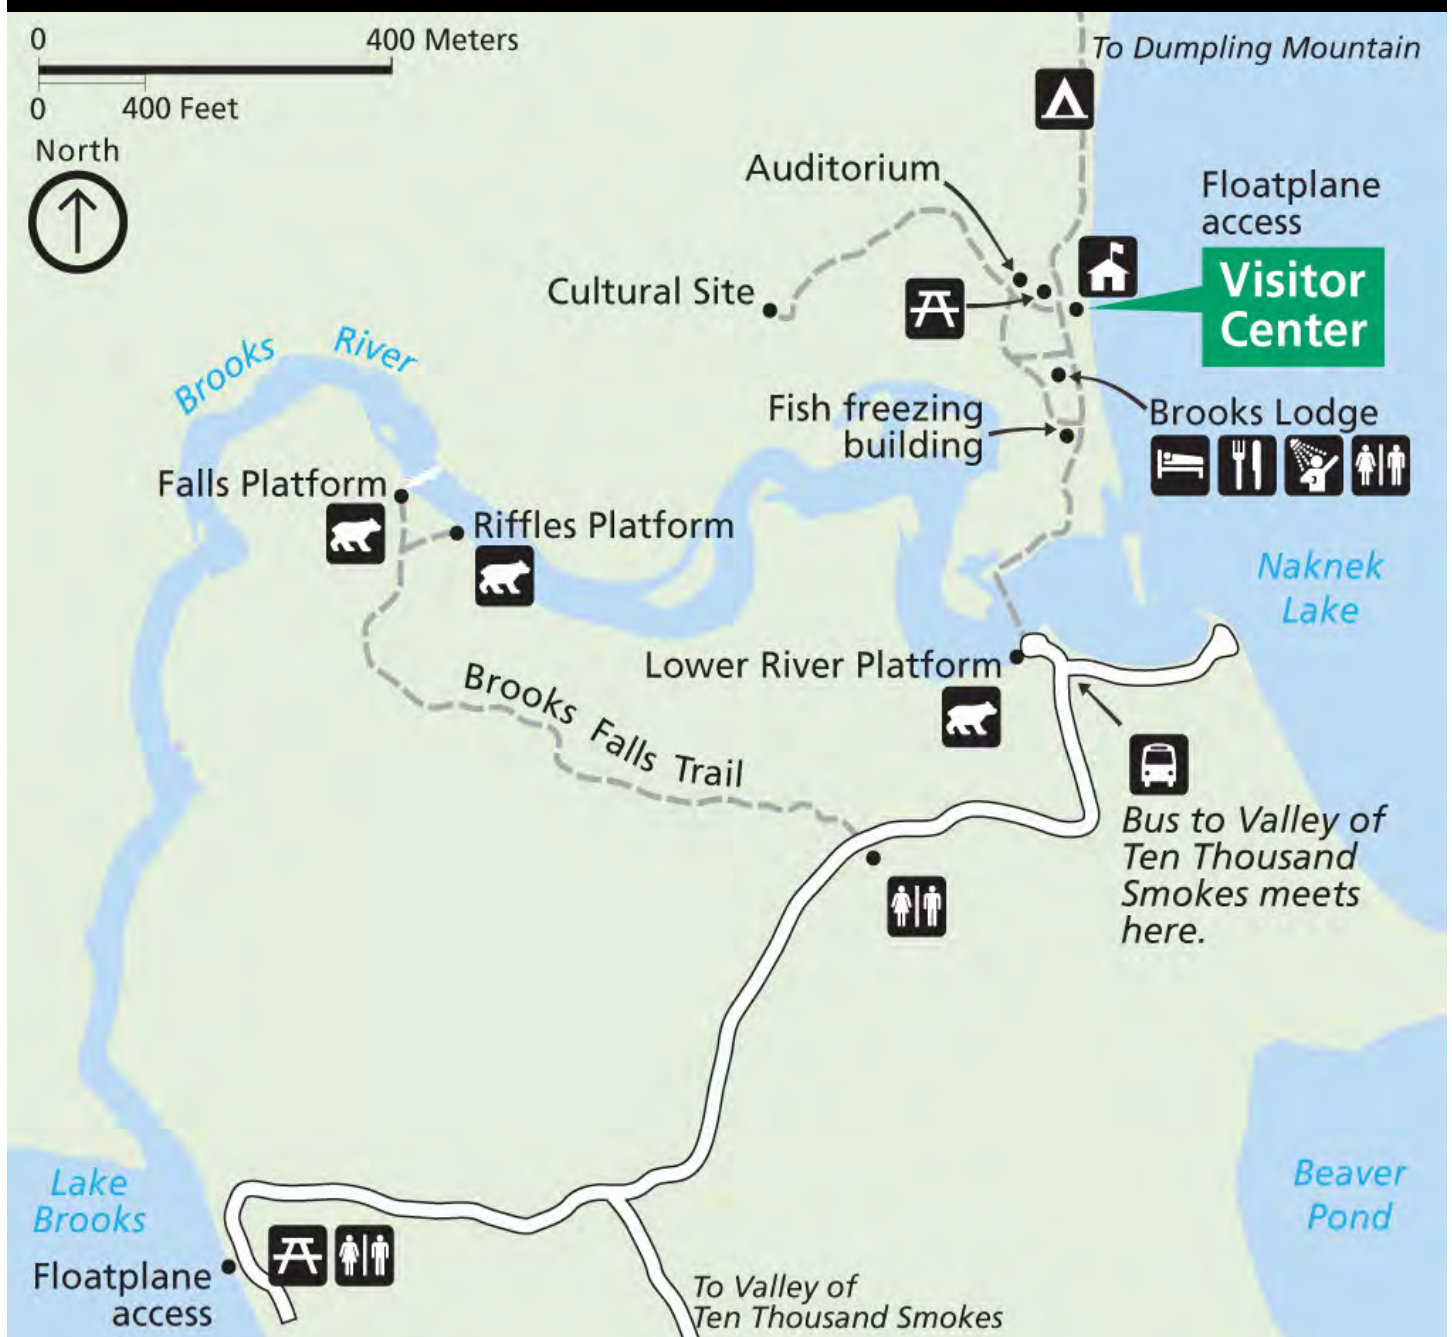 0 400 Meters
0 400 Feet
North
To Dumpling Mountain
Auditorium
Floatplane
access
Visitor
Center
Cultural Site
Brooks River
Fish freezing
building
Brooks Lodge
Falls Platform
Riffles Platform
Naknek
Lake
Lower River Platform
Brooks Falls Trail
Bus to Valley of
Ten Thousand
Smokes meets
here.
Lake
Brooks
Beaver
Pond
Floatplane
access
To Valley of
Ten Thousand Smokes